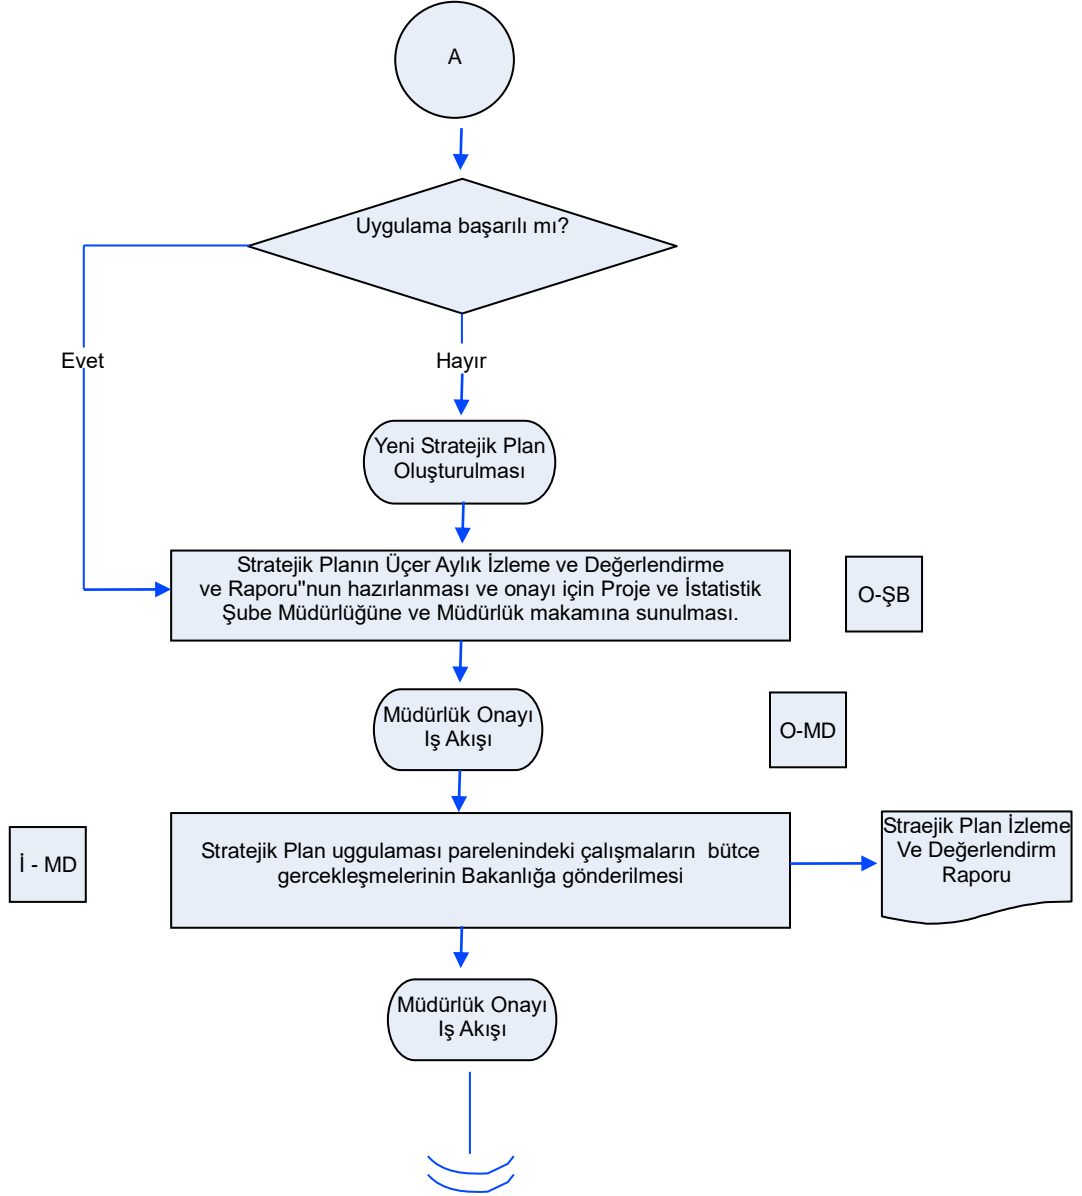 A
Uygulama başarılı mı?
Evet
Hayır
Yeni Stratejik Plan
Oluşturulması
Stratejik Planın Üçer Aylık İzleme ve Değerlendirme
ve Raporu"nun hazırlanması ve onayı için Proje ve İstatistik
Şube Müdürlüğüne ve Müdürlük makamına sunulması.
O-ŞB
Müdürlük Onayı
Iş Akışı
O-MD
İ - MD
Stratejik Plan uggulaması parelenindeki çalışmaların  bütce
gercekleşmelerinin Bakanlığa gönderilmesi
Straejik Plan İzleme
Ve Değerlendirm
Raporu
Müdürlük Onayı
Iş Akışı